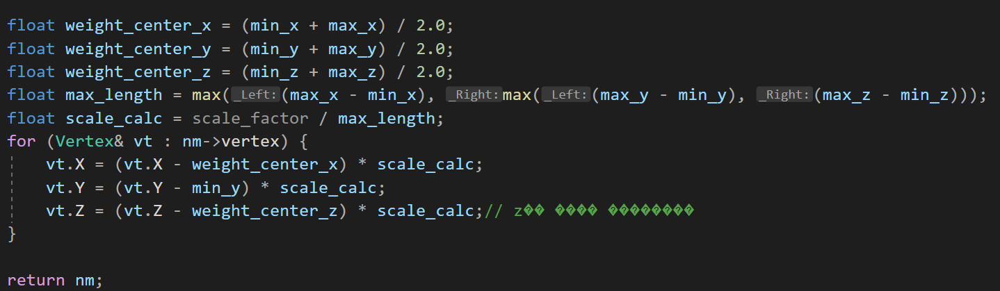 float weight_center_x = (min_x + max_x) / 2.0;
float weight_center_y = (min_y + max_y) / 2.0;
float weight_center_z = (min_z + max_z) / 2.0;
float max_length = max(_Left:(max_x - min_x), _Right:max(_Left:(max_y - min_y), _Right:(max_z - min_z)));
float scale_calc = scale_factor / max_length;
for (Vertex& vt : nm->vertex) {
vt.X = (vt.X - weight_center_x) * scale_calc;
vt.Y = (vt.Y - min_y) * scale_calc;
vt.Z = (vt.Z - weight_center_z) * scale_calc;// z�� ���� ��������
}
return nm;